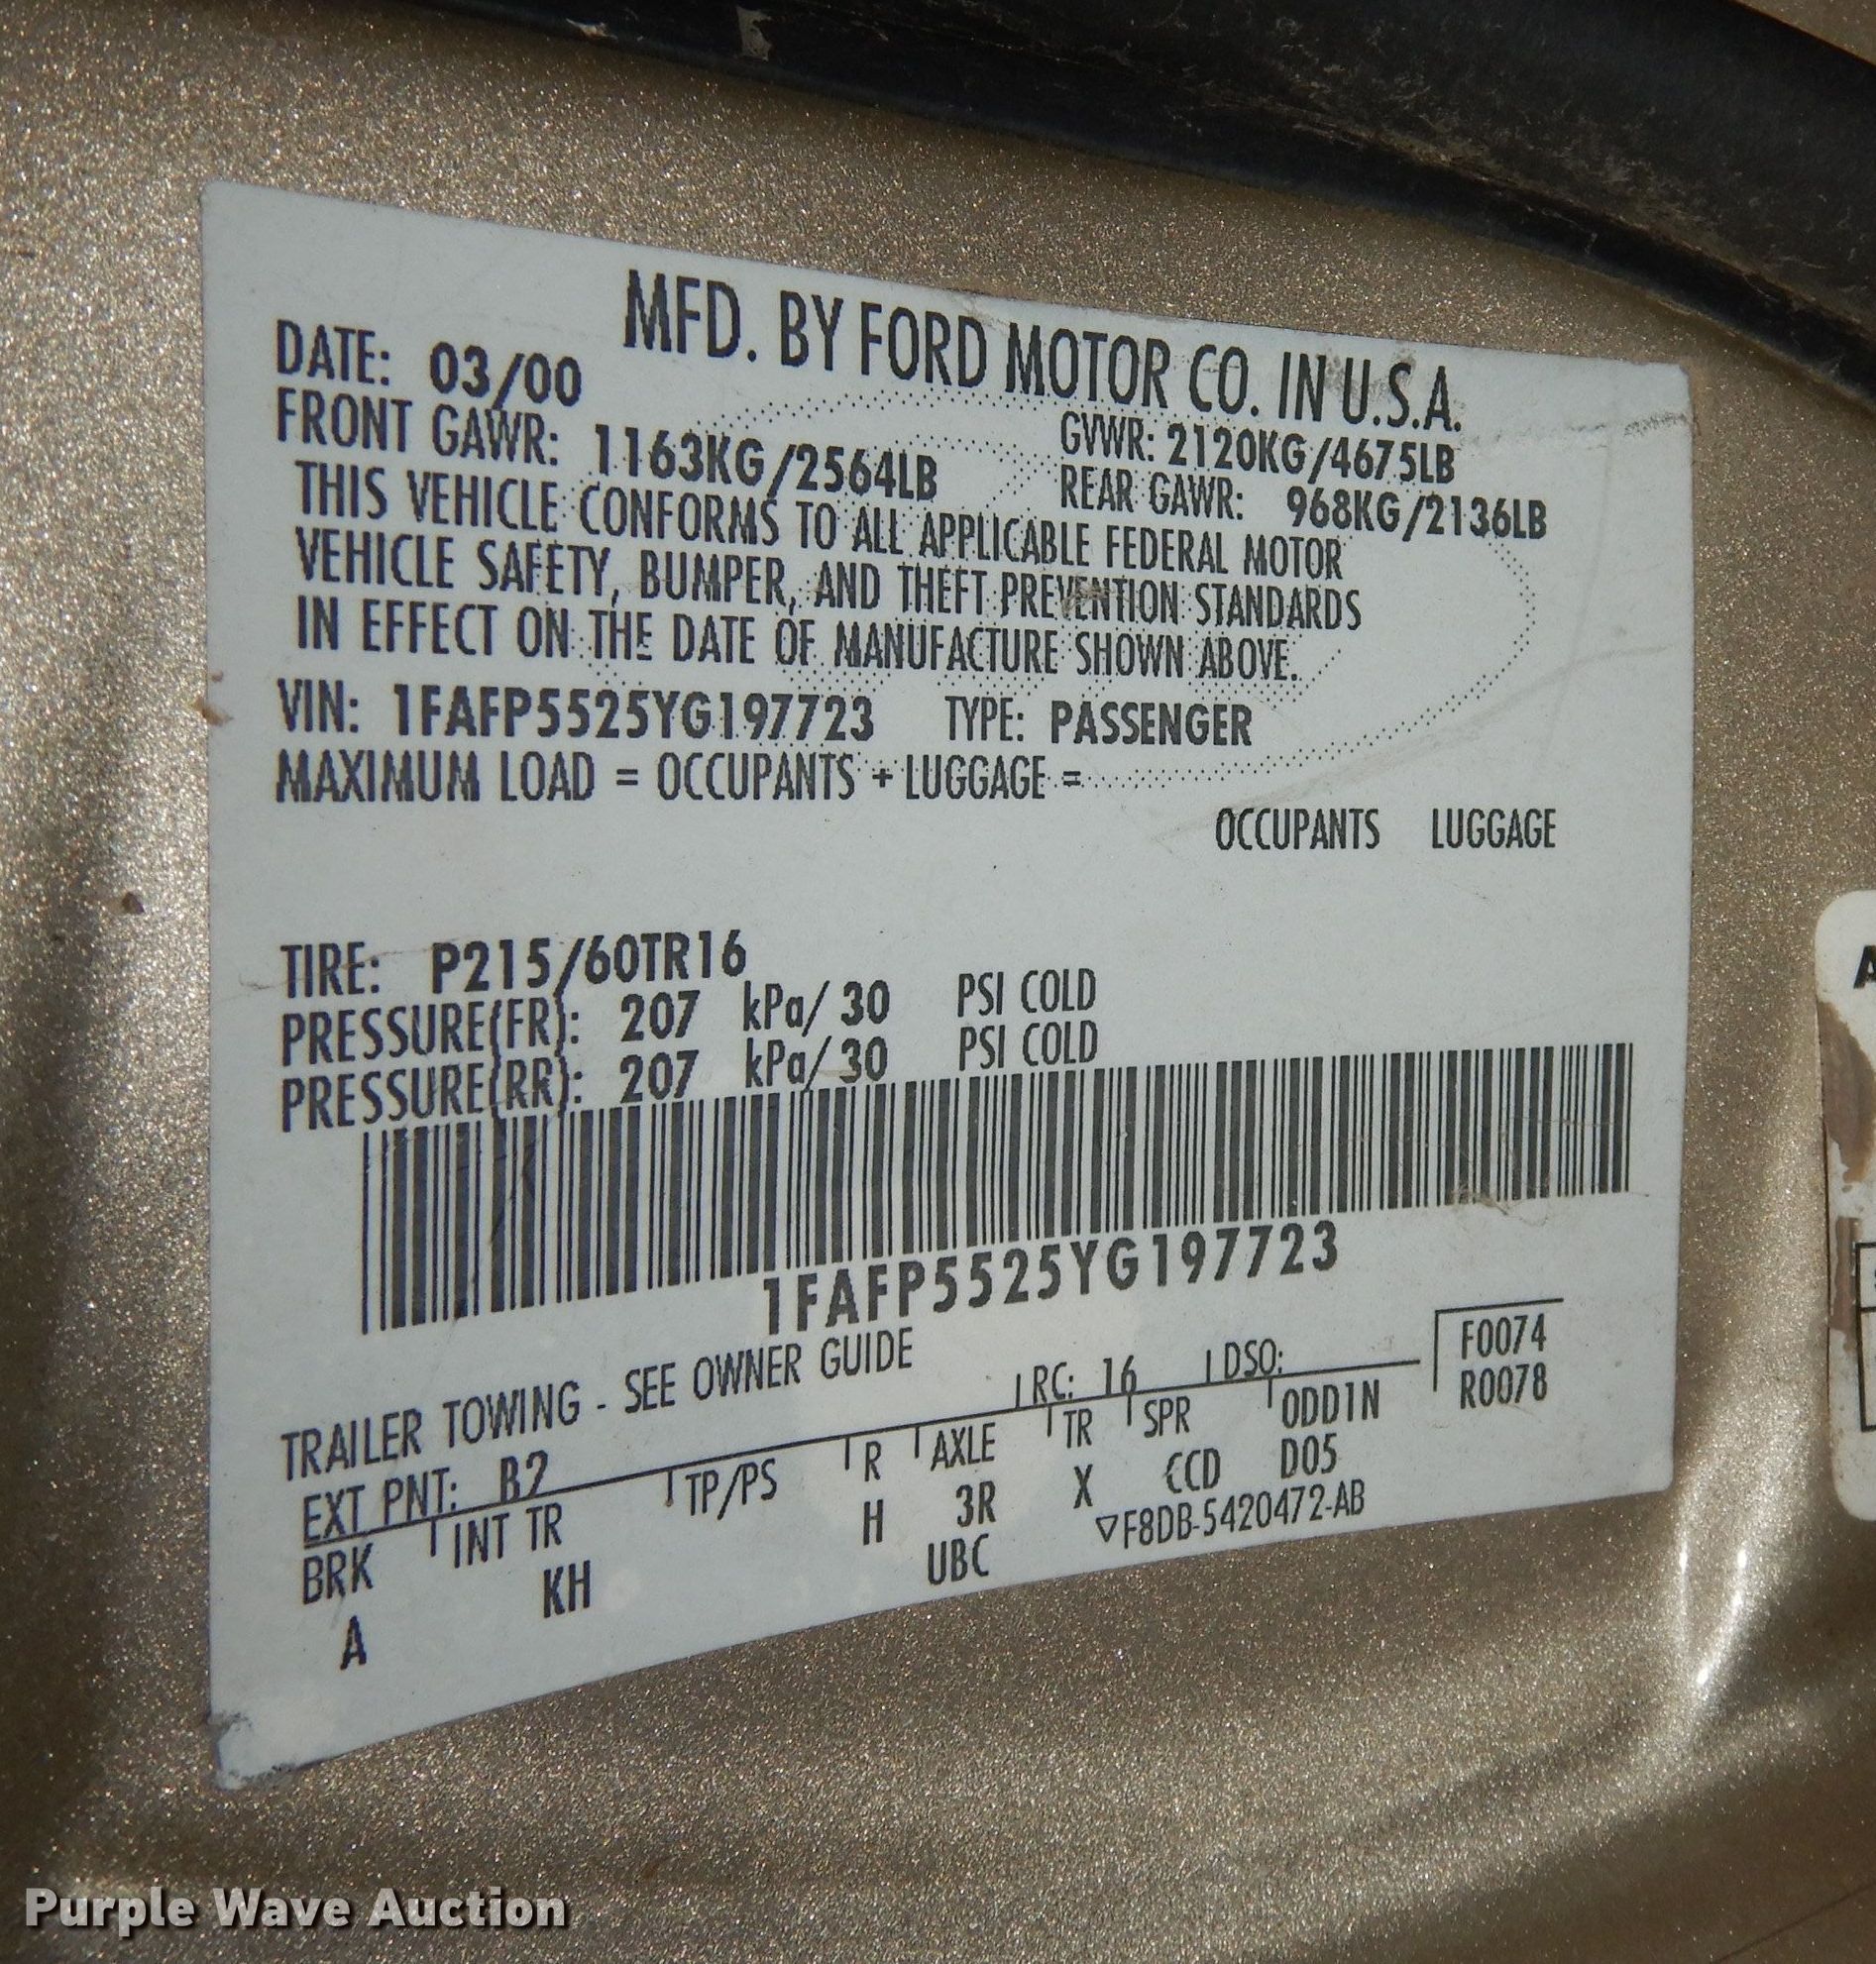 MFD. BY FORD MOTOR CO. IN U.S.A.
DATE: 03/00
GVWR: 2120KG/4675LB
FRONT GAWR: 1163KG/2564LB
REAR GAWR: 968KG/2136LB
THIS VEHICLE CONFORMS TO ALL APPLICABLE FEDERAL MOTOR
VEHICLE SAFETY, BUMPER, AND THEFT PREVENTION STANDARDS
IN EFFECT ON THE DATE OF MANUFACTURE SHOWN ABOVE.
VIN: 1FAFP5525YG197723 TYPE: PASSENGER
MAXIMUM LOAD = OCCUPANTS + LUGGAGE =
OCCUPANTS LUGGAGE
TIRE: P215/60TR16
PRESSURE(FR): 207 kPa/ 30 PSI COLD
PRESSURE(RR): 207 kPa/ 30 PSI COLD
1FAFP5525YG197723
TRAILER TOWING - SEE OWNER GUIDE
F0074
R0078
EXT PNT: B2 RC: 16 DSO:
BRK INT TR TP/PS R AXLE TR SPR ODD1N
A KH H 3R X CCD D05
UBC ▽F8DB-5420472-AB
Purple Wave Auction